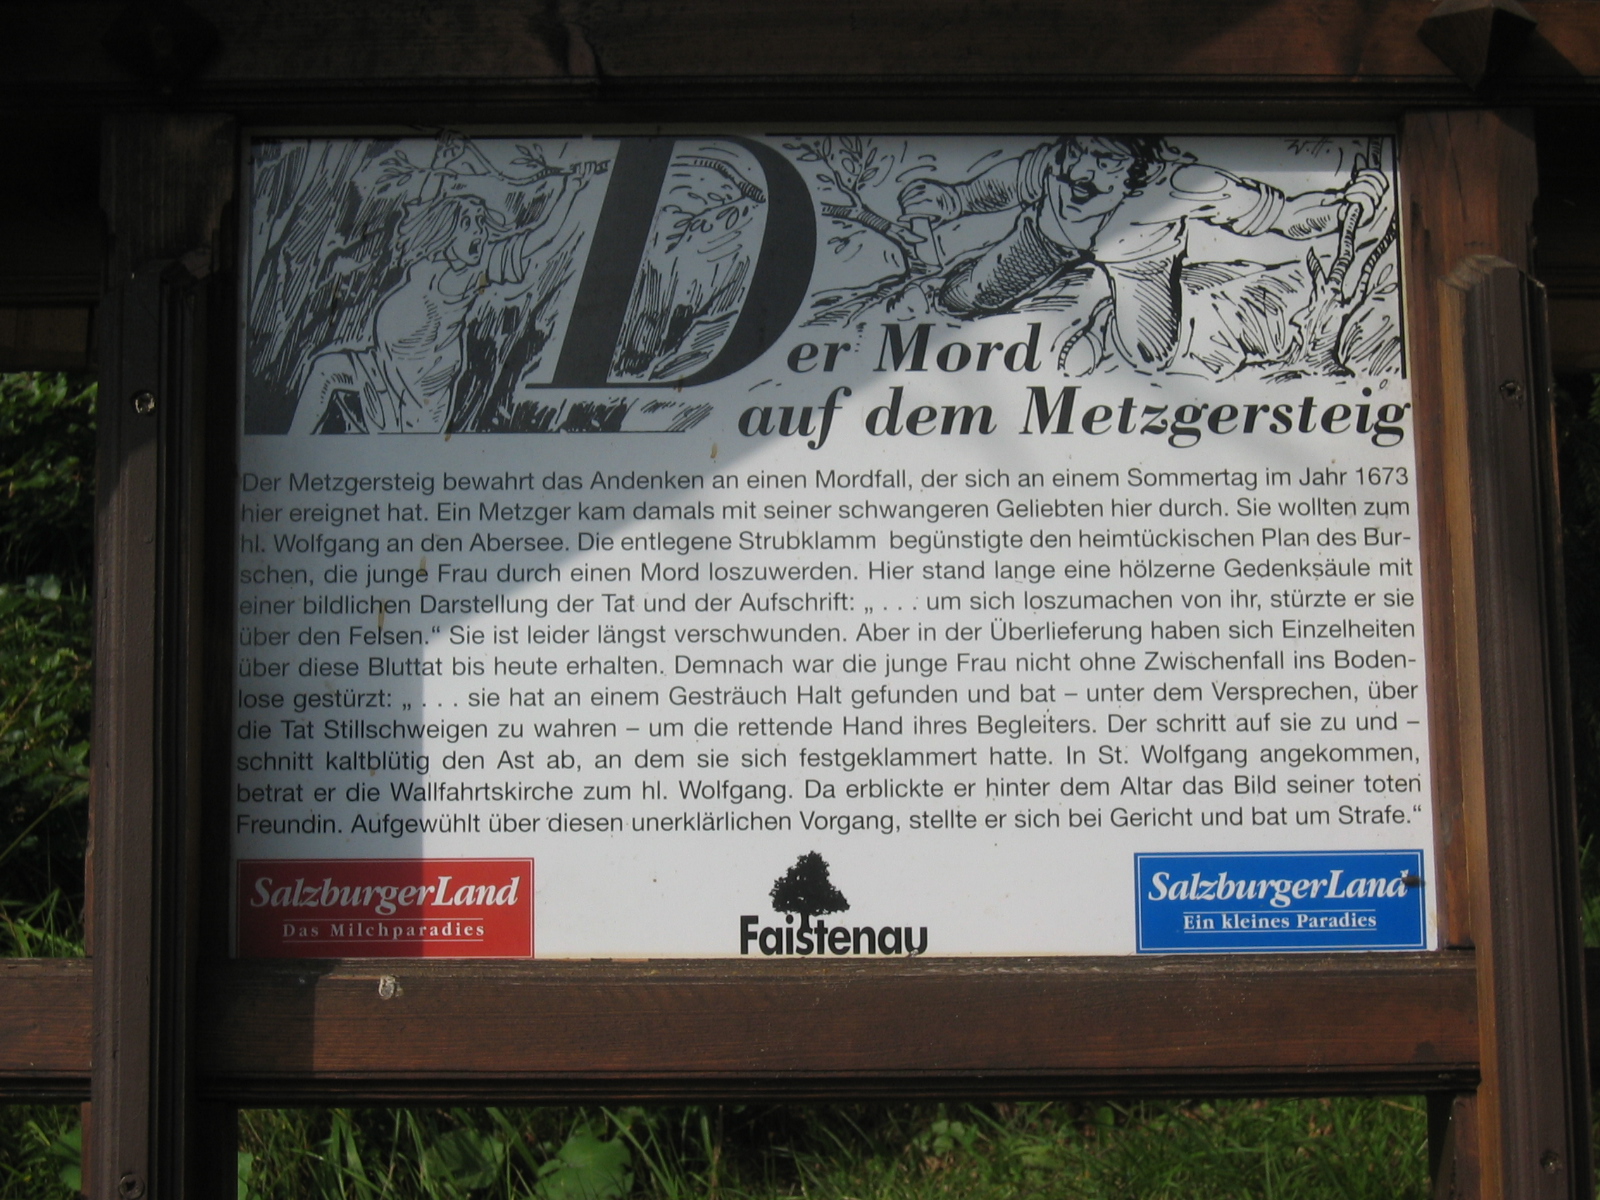 Der Mord
auf dem Metzgersteig
Der Metzgersteig bewahrt das Andenken an einen Mordfall, der sich an einem Sommertag im Jahr 1673
hier ereignet hat. Ein Metzger kam damals mit seiner schwangeren Geliebten hier durch. Sie wollten zum
hl. Wolfgang an den Abersee. Die entlegene Strubklamm begünstigte den heimtückischen Plan des Bur-
schen, die junge Frau durch einen Mord loszuwerden. Hier stand lange eine hölzerne Gedenksäule mit
einer bildlichen Darstellung der Tat und der Aufschrift: „ . . . um sich loszumachen von ihr, stürzte er sie
über den Felsen.“ Sie ist leider längst verschwunden. Aber in der Überlieferung haben sich Einzelheiten
über diese Bluttat bis heute erhalten. Demnach war die junge Frau nicht ohne Zwischenfall ins Boden-
lose gestürzt: „ . . . sie hat an einem Gesträuch Halt gefunden und bat – unter dem Versprechen, über
die Tat Stillschweigen zu wahren – um die rettende Hand ihres Begleiters. Der schritt auf sie zu und –
schnitt kaltblütig den Ast ab, an dem sie sich festgeklammert hatte. In St. Wolfgang angekommen,
betrat er die Wallfahrtskirche zum hl. Wolfgang. Da erblickte er hinter dem Altar das Bild seiner toten
Freundin. Aufgewühlt über diesen unerklärlichen Vorgang, stellte er sich bei Gericht und bat um Strafe.“
SalzburgerLand
Das Milchparadies
Faistenau
SalzburgerLand
Ein kleines Paradies